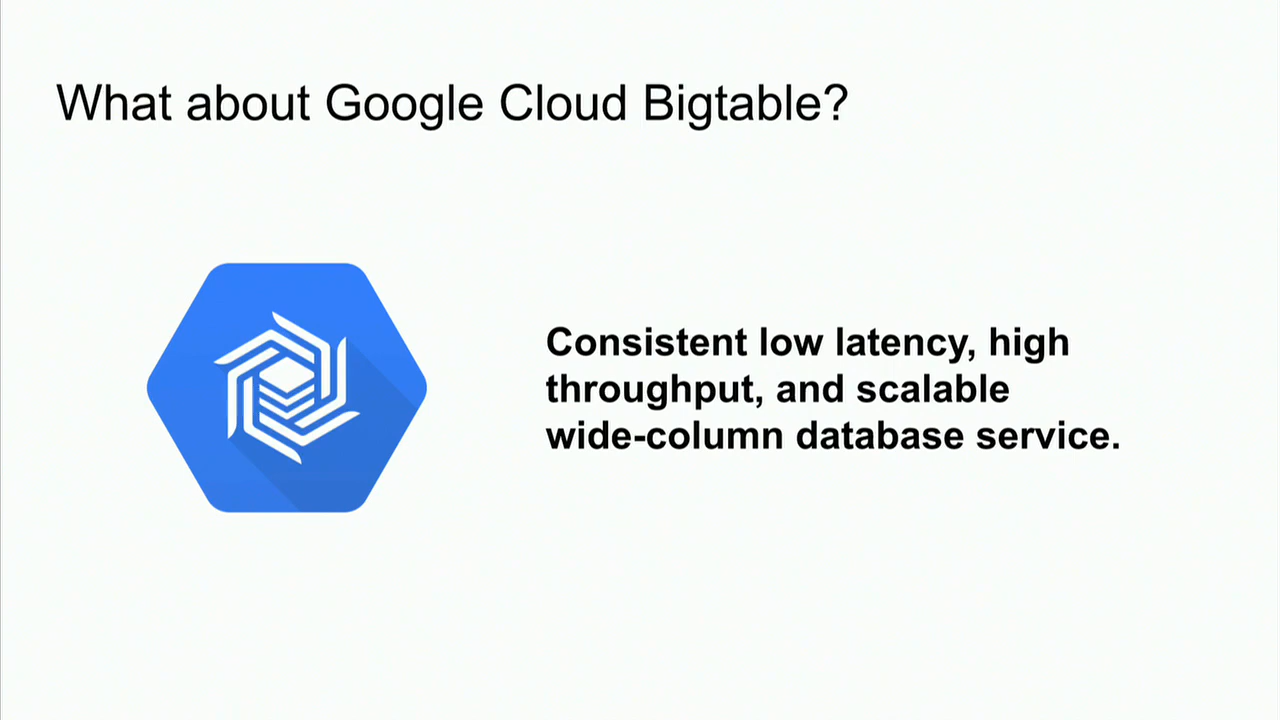 What about Google Cloud Bigtable?
Consistent low latency, high
throughput, and scalable
wide-column database service.